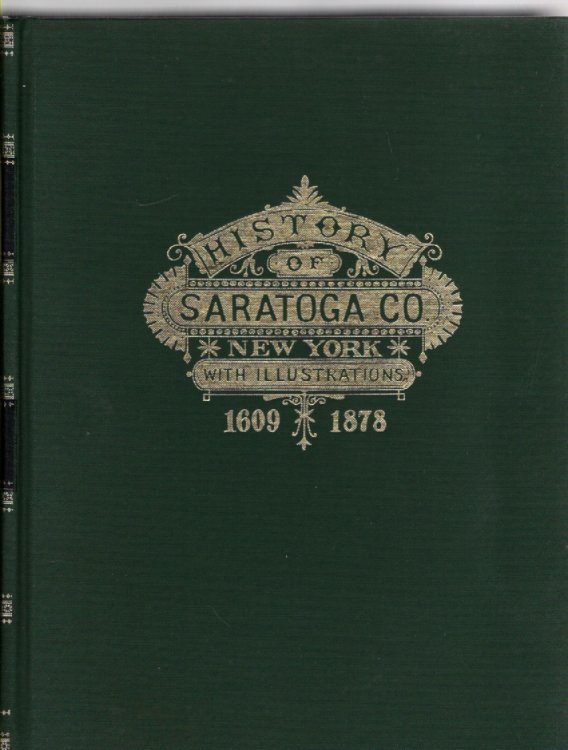 HISTORY
OF
SARATOGA CO
NEW YORK
WITH ILLUSTRATIONS
1609 1878